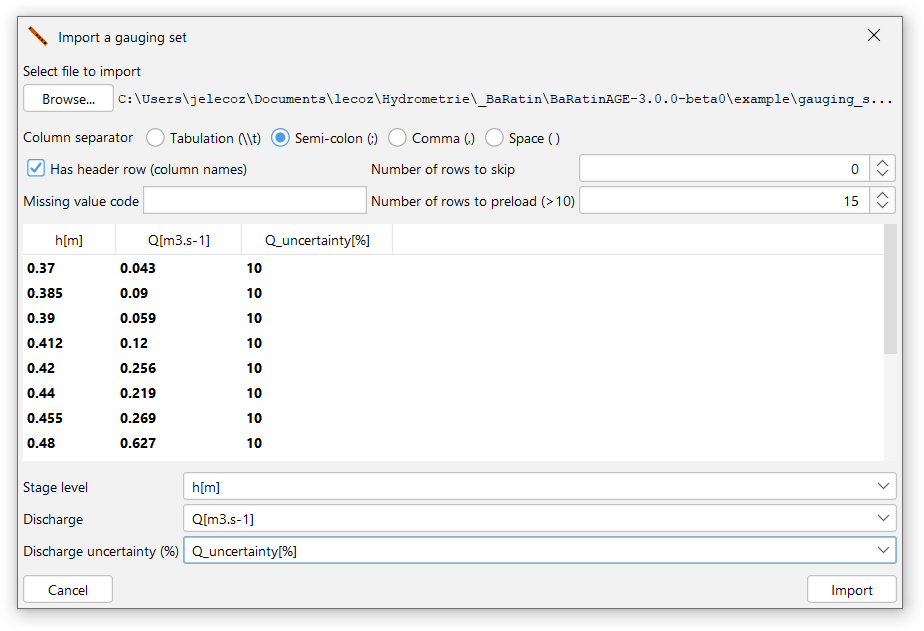 Import a gauging set
Select file to import
Browse... C:\Users\jelecoz\Documents\lecoz\Hydrometrie\_BaRatin\BaRatinAGE-3.0.0-beta0\example\gauging_s...
Column separator Tabulation (\\t) Semi-colon (;) Comma (,) Space ( )
Has header row (column names) Number of rows to skip 0
Missing value code Number of rows to preload (>10) 15
h[m] Q[m3.s-1] Q_uncertainty[%]
0.37 0.043 10
0.385 0.09 10
0.39 0.059 10
0.412 0.12 10
0.42 0.256 10
0.44 0.219 10
0.455 0.269 10
0.48 0.627 10
Stage level h[m]
Discharge Q[m3.s-1]
Discharge uncertainty (%) Q_uncertainty[%]
Cancel Import